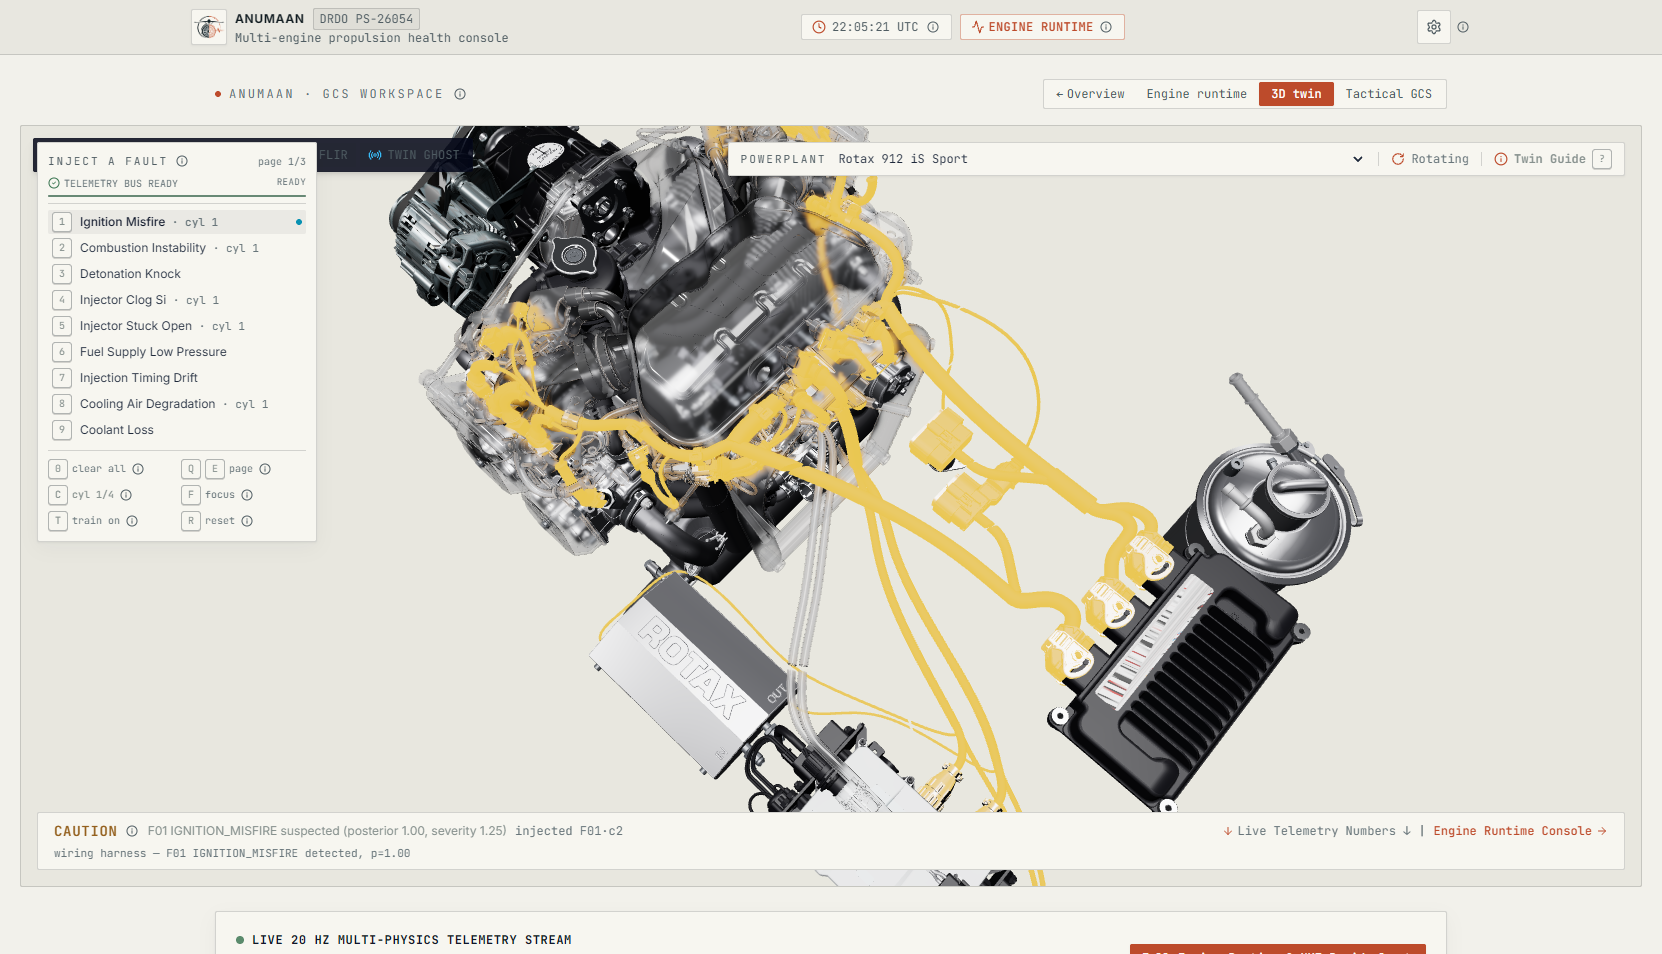 ANUMAAN DRDO PS-26054
Multi-engine propulsion health console
22:05:21 UTC
ENGINE RUNTIME
ANUMAAN · GCS WORKSPACE
← Overview Engine runtime 3D twin Tactical GCS
INJECT A FAULT page 1/3
TELEMETRY BUS READY READY
FLIR TWIN GHOST
POWERPLANT Rotax 912 iS Sport
Rotating
Twin Guide ?
1 Ignition Misfire · cyl 1
2 Combustion Instability · cyl 1
3 Detonation Knock
4 Injector Clog Si · cyl 1
5 Injector Stuck Open · cyl 1
6 Fuel Supply Low Pressure
7 Injection Timing Drift
8 Cooling Air Degradation · cyl 1
9 Coolant Loss
0 clear all Q E page
C cyl 1/4 F focus
T train on R reset
ROTAX
OUT
CAUTION F01 IGNITION_MISFIRE suspected (posterior 1.00, severity 1.25) injected F01·c2
wiring harness — F01 IGNITION_MISFIRE detected, p=1.00
↓ Live Telemetry Numbers ↓ | Engine Runtime Console →
LIVE 20 HZ MULTI-PHYSICS TELEMETRY STREAM